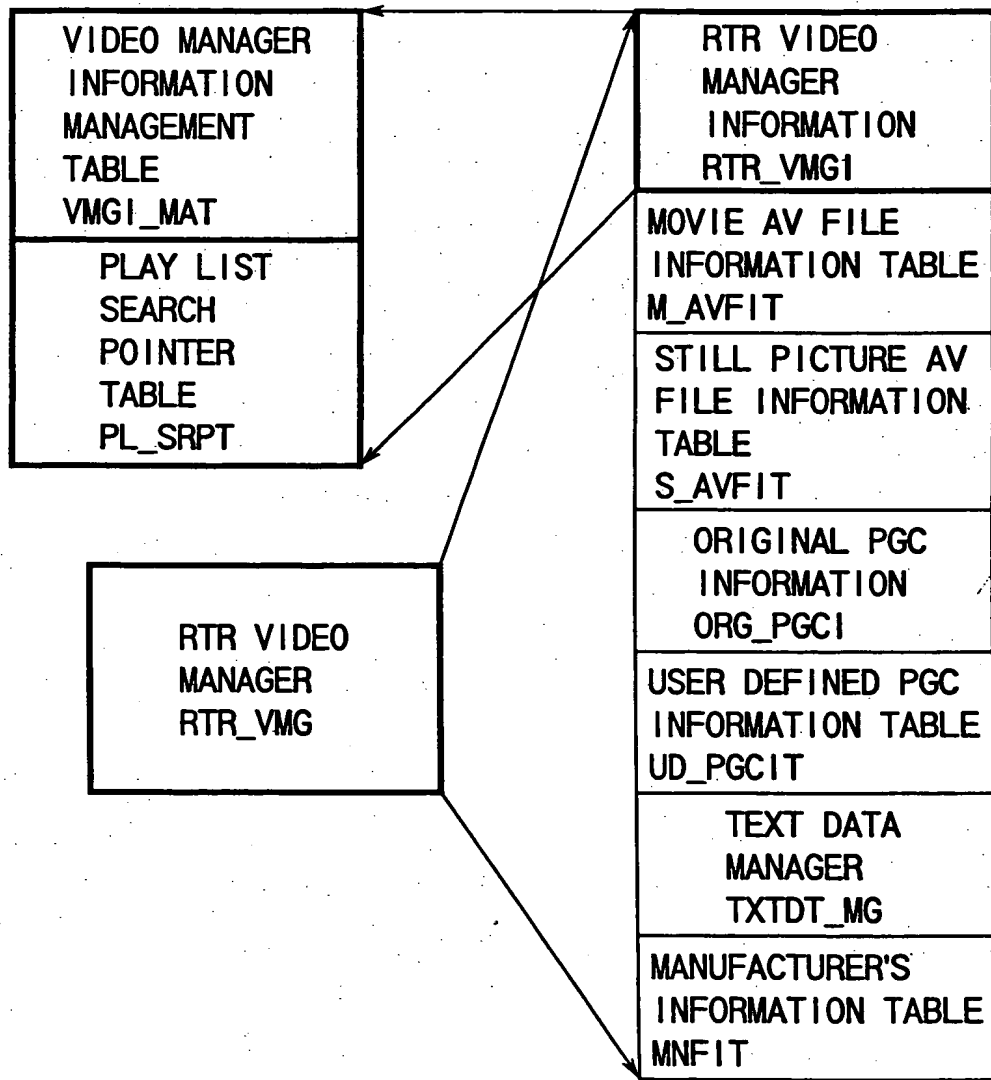 VIDEO MANAGER
INFORMATION
MANAGEMENT
TABLE
VMGI_MAT
PLAY LIST
SEARCH
POINTER
TABLE
PL_SRPT
RTR VIDEO
MANAGER
RTR_VMG
RTR VIDEO
MANAGER
INFORMATION
RTR_VMGI
MOVIE AV FILE
INFORMATION TABLE
M_AVFIT
STILL PICTURE AV
FILE INFORMATION
TABLE
S_AVFIT
ORIGINAL PGC
INFORMATION
ORG_PGCI
USER DEFINED PGC
INFORMATION TABLE
UD_PGCIT
TEXT DATA
MANAGER
TXTDT_MG
MANUFACTURER'S
INFORMATION TABLE
MNFIT